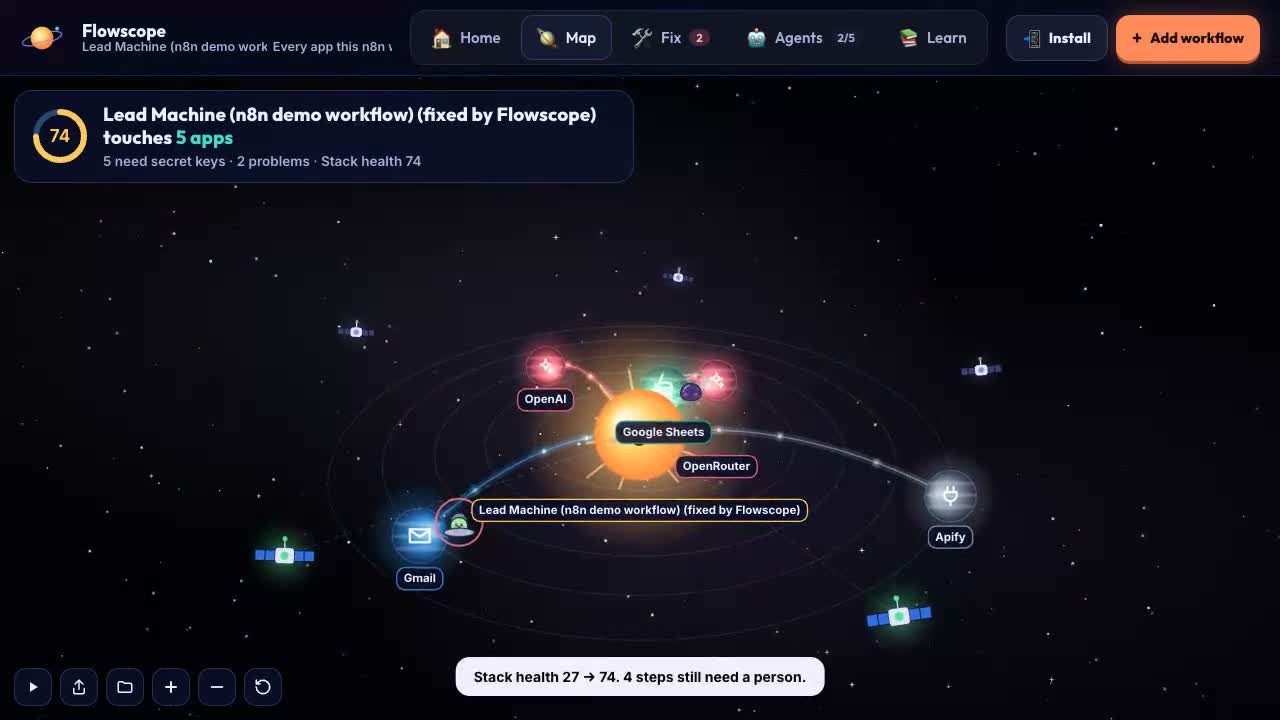 Flowscope
Lead Machine (n8n demo work Every app this n8n
Home
Map
Fix 2
Agents 2/5
Learn
Install
+ Add workflow
74
Lead Machine (n8n demo workflow) (fixed by Flowscope)
touches 5 apps
5 need secret keys · 2 problems · Stack health 74
OpenAI
Google Sheets
OpenRouter
Lead Machine (n8n demo workflow) (fixed by Flowscope)
Apify
Gmail
Stack health 27 → 74. 4 steps still need a person.